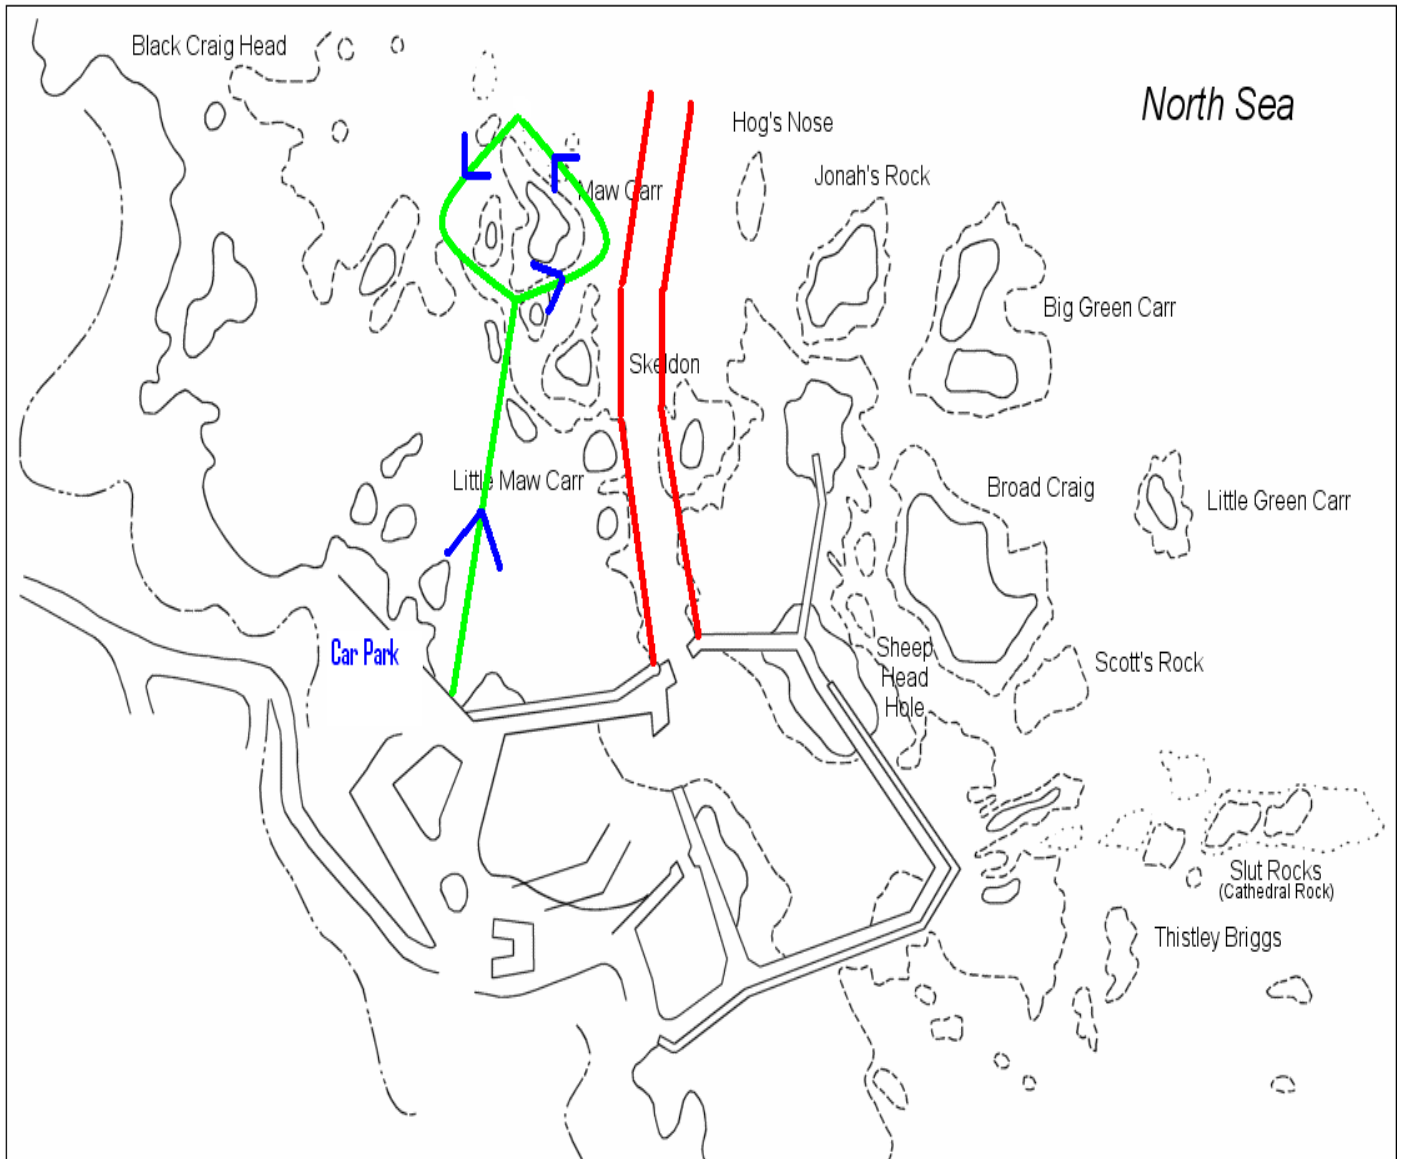 Black Craig Head
North Sea
Hog's Nose
Jonah's Rock
Maw Carr
Big Green Carr
Skeldon
Little Maw Carr
Broad Craig
Little Green Carr
Car Park
Sheep
Head
Hole
Scott's Rock
Slut Rocks
(Cathedral Rock)
Thistley Briggs